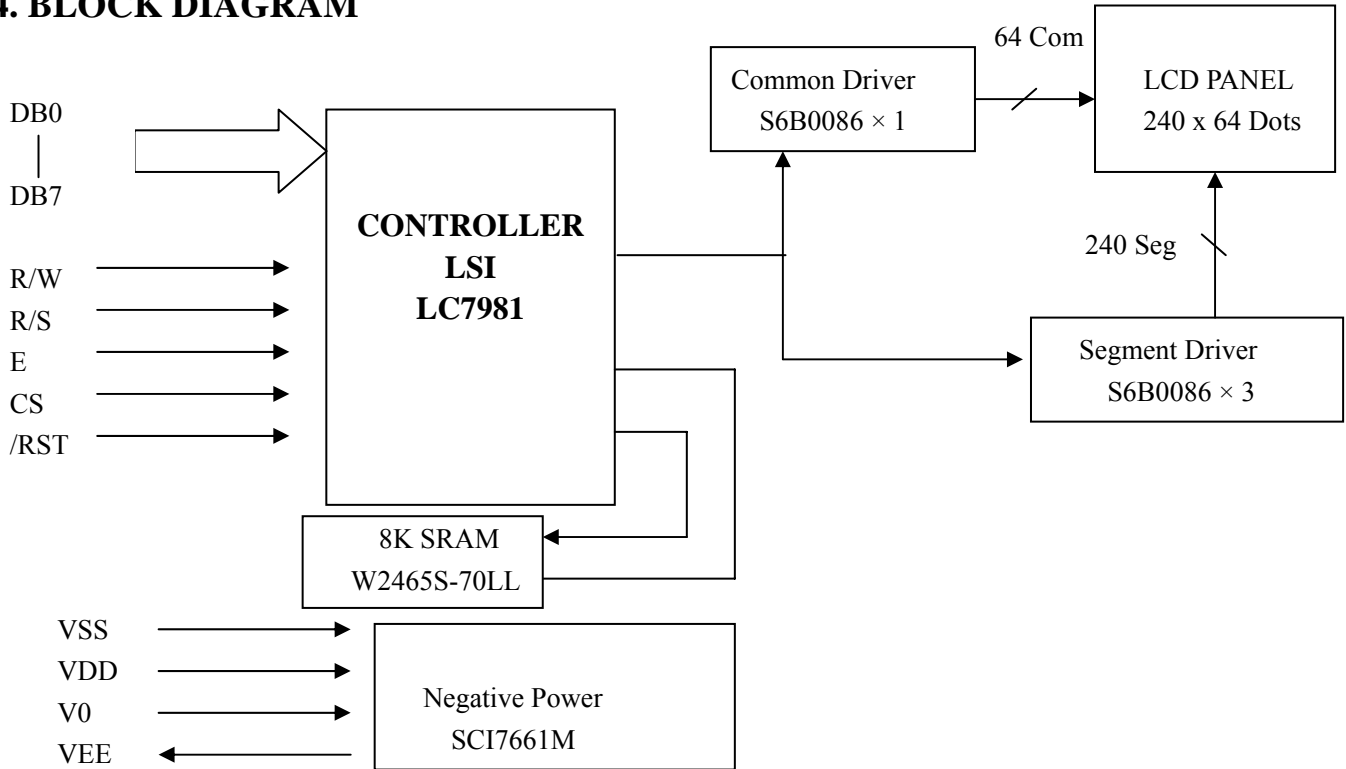 4. BLOCK DIAGRAM
64 Com
Common Driver
S6B0086 × 1
LCD PANEL
240 x 64 Dots
DB0
DB7
CONTROLLER
LSI
LC7981
R/W
R/S
E
CS
/RST
240 Seg
Segment Driver
S6B0086 × 3
8K SRAM
W2465S-70LL
VSS
VDD
V0
VEE
Negative Power
SCI7661M